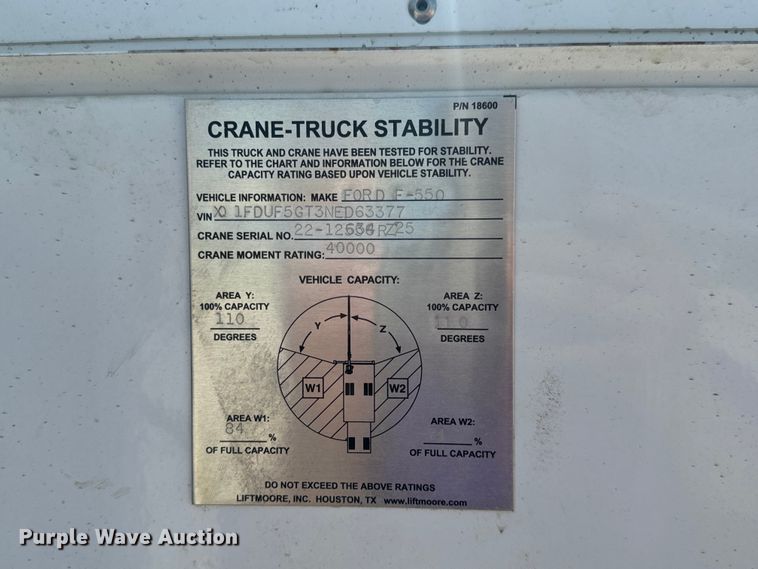 P/N 18600
CRANE-TRUCK STABILITY
THIS TRUCK AND CRANE HAVE BEEN TESTED FOR STABILITY.
REFER TO THE CHART AND INFORMATION BELOW FOR THE CRANE
CAPACITY RATING BASED UPON VEHICLE STABILITY.
VEHICLE INFORMATION: MAKE FORD F-550
VIN 1FDUF5GT3NED63377
CRANE SERIAL NO.
CRANE MOMENT RATING: 40000
VEHICLE CAPACITY:
AREA Y: AREA Z:
100% CAPACITY 100% CAPACITY
110
DEGREES DEGREES
Y Z
W1 W2
AREA W1: AREA W2:
84 % %
OF FULL CAPACITY OF FULL CAPACITY
DO NOT EXCEED THE ABOVE RATINGS
LIFTMOORE, INC. HOUSTON, TX www.liftmoore.com
Purple Wave Auction